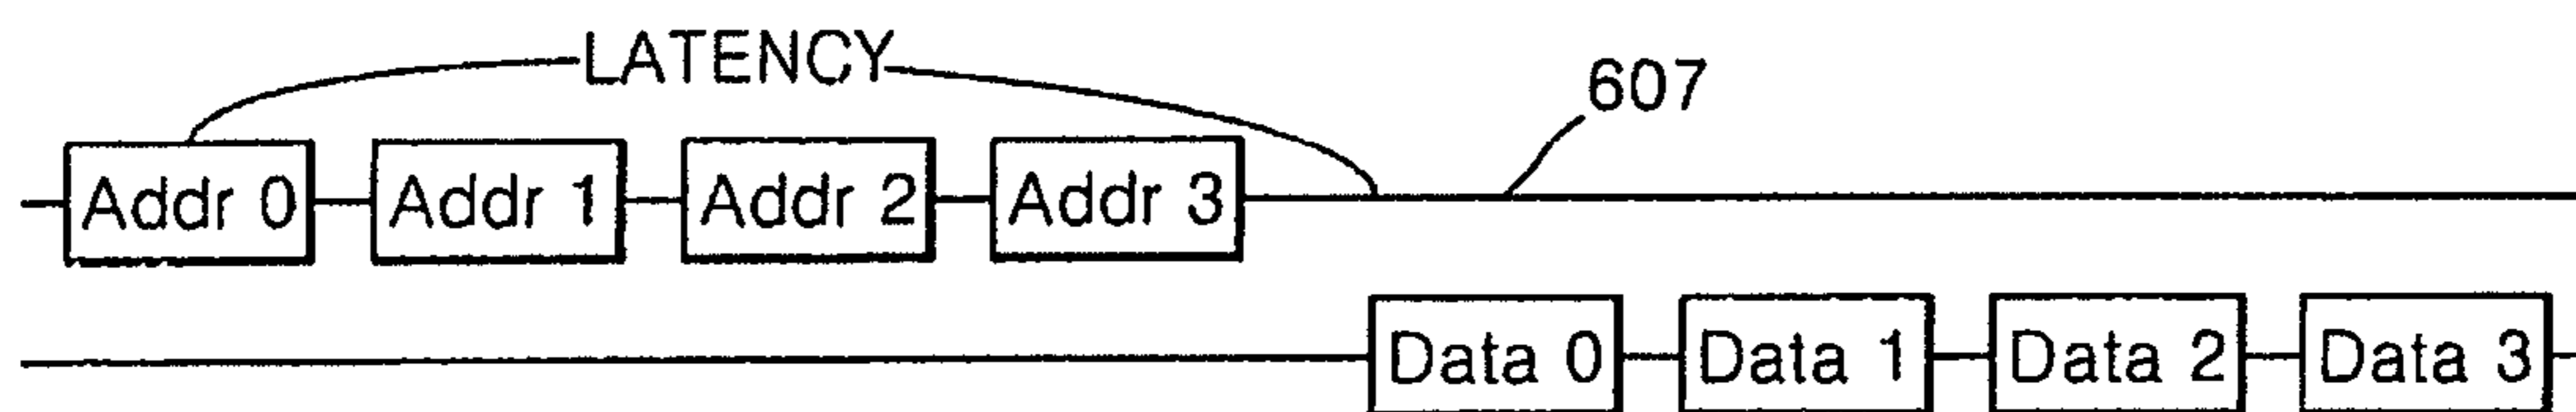 LATENCY
607
Addr 0 Addr 1 Addr 2 Addr 3
Data 0 Data 1 Data 2 Data 3